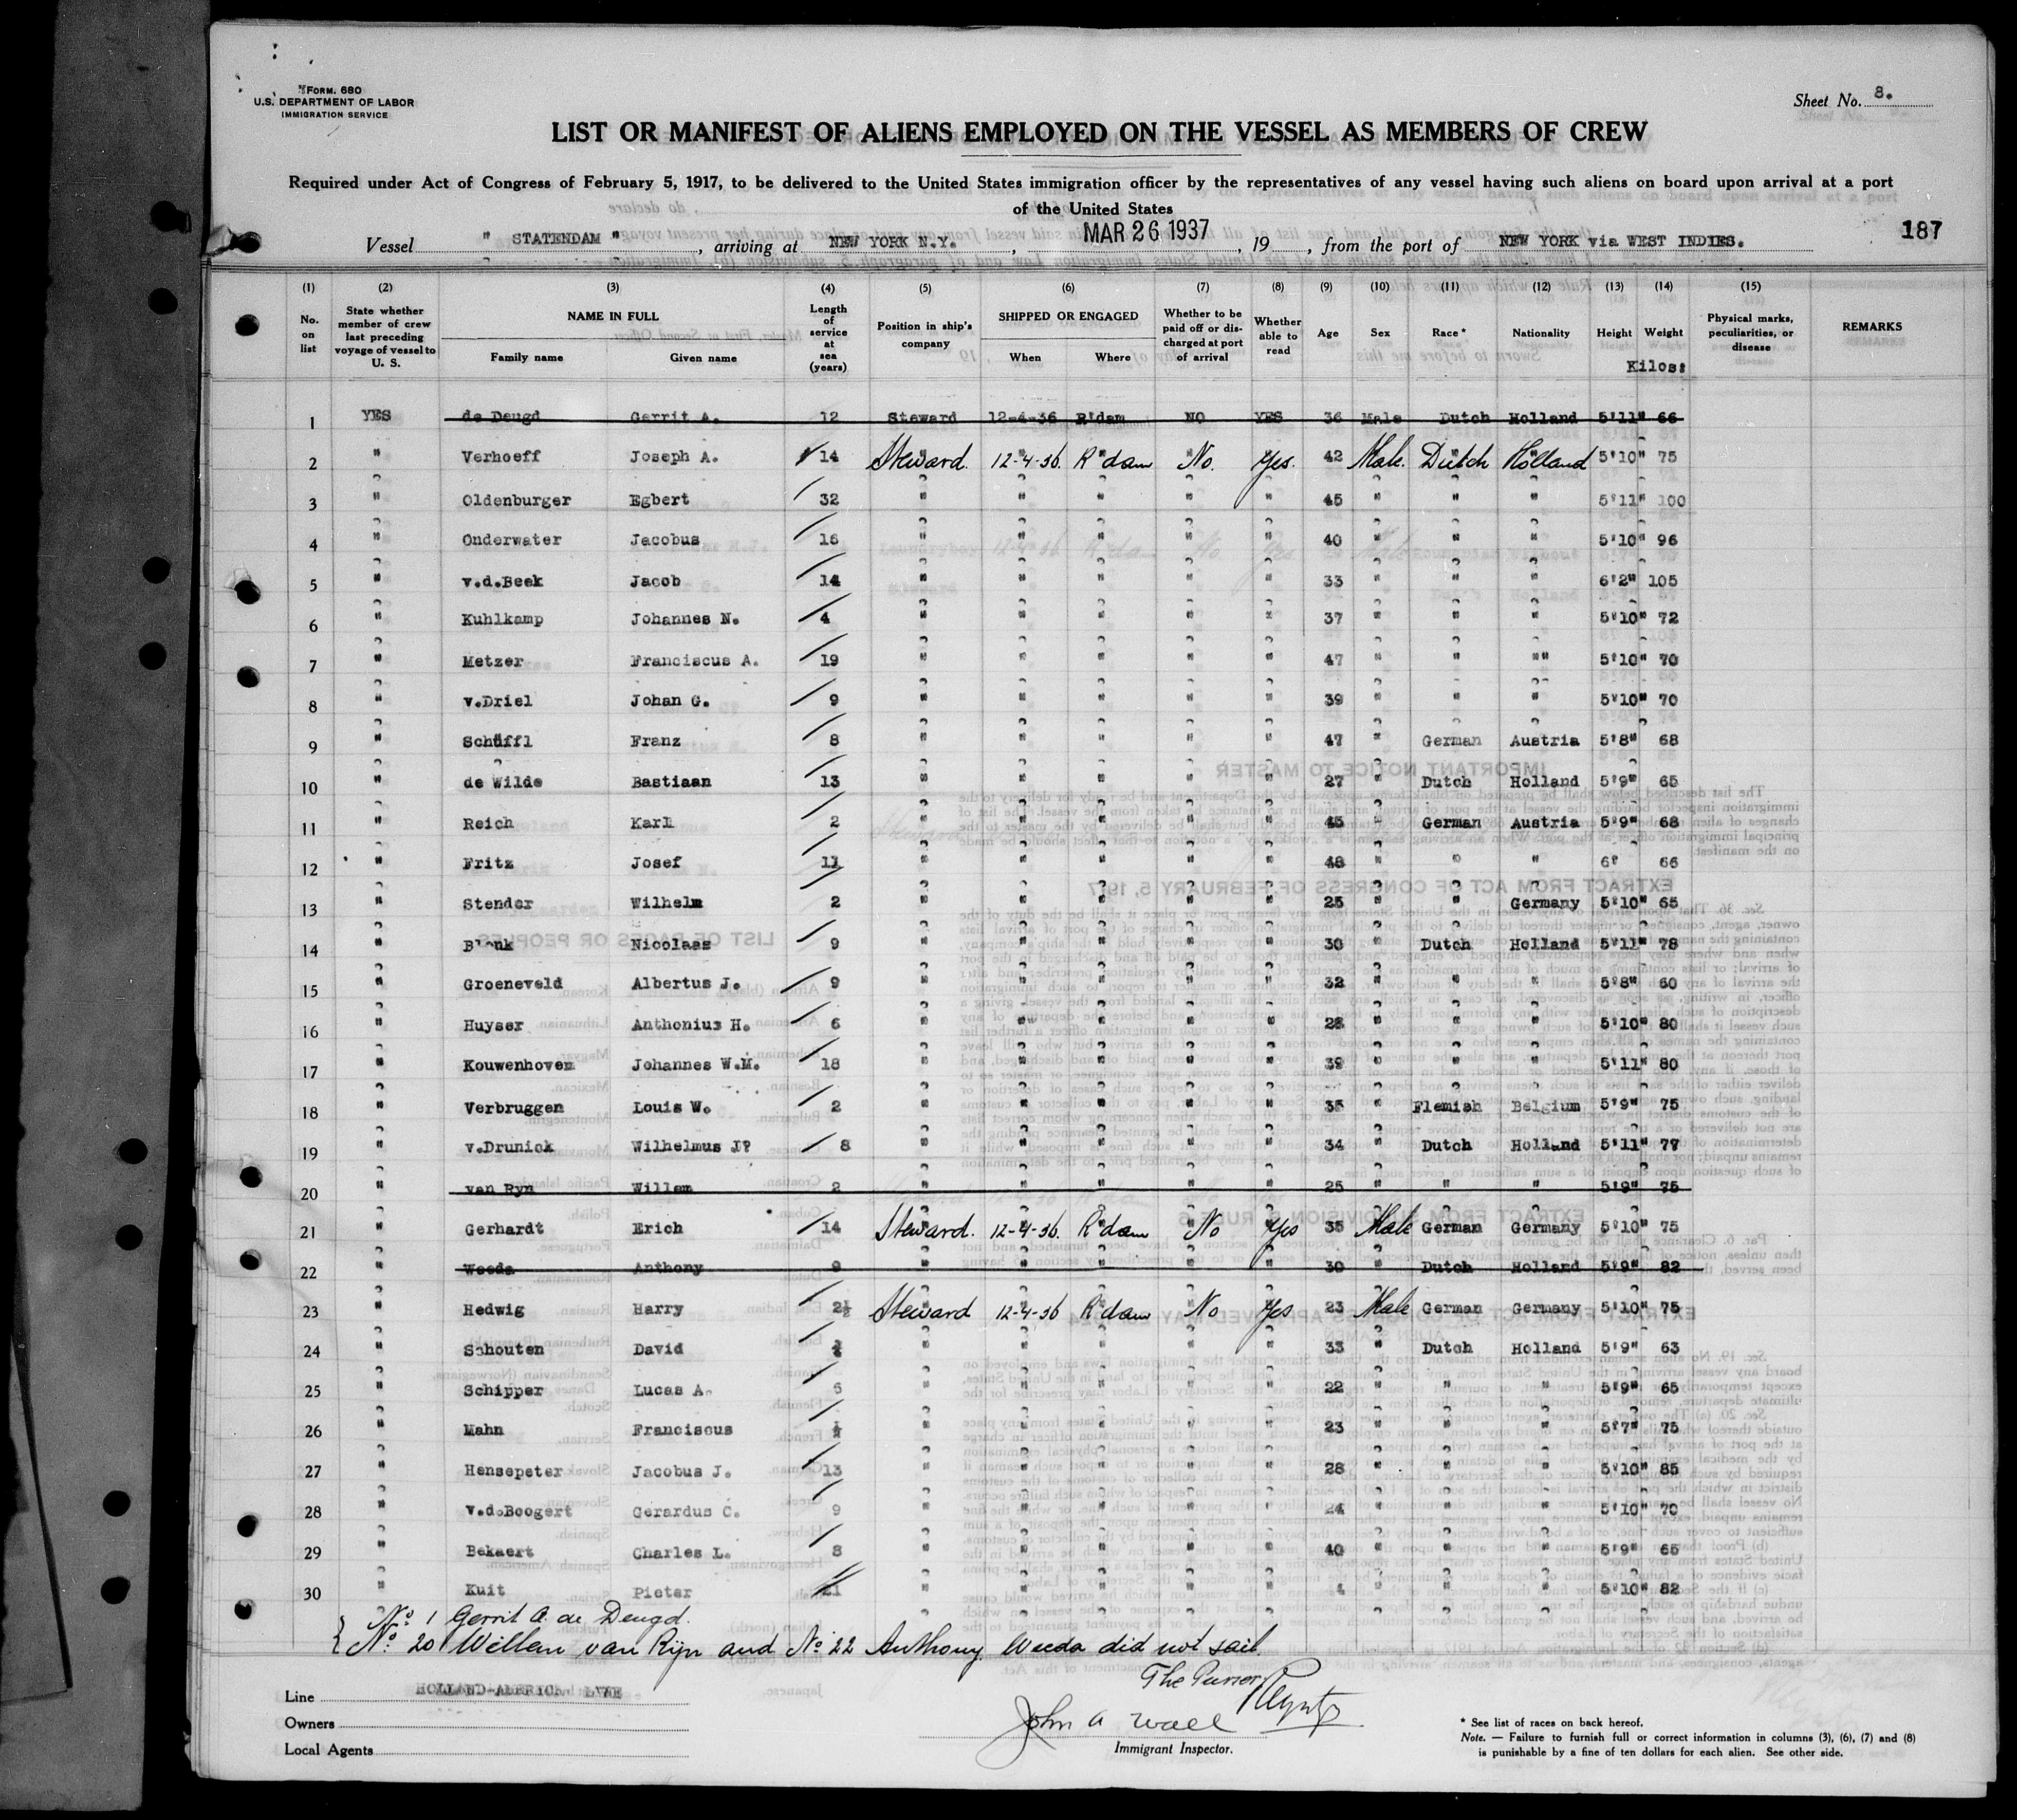 FORM. 680
U.S. DEPARTMENT OF LABOR
IMMIGRATION SERVICE
Sheet No. 8.
LIST OR MANIFEST OF ALIENS EMPLOYED ON THE VESSEL AS MEMBERS OF CREW
Required under Act of Congress of February 5, 1917, to be delivered to the United States immigration officer by the representatives of any vessel having such aliens on board upon arrival at a port
of the United States
Vessel " STATENDAM ", arriving at NEW YORK N.Y., MAR 26 1937, 19 , from the port of NEW YORK via WEST INDIES.
187
(1) (2) (3) (4) (5) (6) (7) (8) (9) (10) (11) (12) (13) (14) (15)
No. on list | State whether member of crew last preceding voyage of vessel to U. S. | NAME IN FULL Family name Given name | Length of service at sea (years) | Position in ship's company | SHIPPED OR ENGAGED When Where | Whether to be paid off or discharged at port of arrival | Whether able to read | Age | Sex | Race * | Nationality | Height | Weight Kilos: | Physical marks, peculiarities, or disease | REMARKS
1 YES de Deugd Gerrit A. 12 Steward 12-4-36 R'dam NO YES 36 Male Dutch Holland 5'11" 66
2 " Verhoeff Joseph A. 14 Steward. 12-4-36. R'dam No. Yes. 42 Male. Dutch Holland 5'10" 75
3 " Oldenburger Egbert 32 " " " " " 45 " " " 5'11" 100
4 " Onderwater Jacobus 16 " " " " " 40 " " " 5'10" 96
5 " v.d.Beek Jacob 14 " " " " " 33 " " " 6'2" 105
6 " Kuhlkamp Johannes N. 4 " " " " " 37 " " " 5'10" 72
7 " Metzer Franciscus A. 19 " " " " " 47 " " "" 5'10" 70
8 " v.Driel Johan G. 9 " " " " " 39 " " " 5'10" 70
9 " Schüffl Franz 8 " " " " " 47 " German Austria 5'8" 68
10 " de Wilde Bastiaan 13 " " " " " 27 " Dutch Holland 5'9" 65
11 " Reich Karl 2 " " " " " 45 " German Austria 5'9" 68
12 " Fritz Josef 11 " " " " " 48 " " " 6' 66
13 " Stender Wilhelm 2 " " " " " 25 " " Germany 5'10" 65
14 " Blonk Nicolaas 9 " " " " " 30 " Dutch Holland 5'11" 78
15 " Groeneveld Albertus J. 9 " " " " " 32 " " " 5'8" 60
16 " Huyser Anthonius H. 6 " " " " " 28 " " " 5'10" 80
17 " Kouwenhoven Johannes W.M. 18 " " " " " 39 " " " 5'11" 80
18 " Verbruggen Louis W. 2 " " " " " 35 " Flemish Belgium 5'9" 75
19 " v.Drunick Wilhelmus J? 8 " " " " " 34 " Dutch Holland 5'11" 77
20 " van Ryn Willem 2 " " " " " 25 " " " 5'9" 75
21 " Gerhardt Erich 14 Steward. 12-4-36. R'dam No Yes 35 Male German Germany 5'10" 75
22 " Weeda Anthony 9 " " " " " 30 " Dutch Holland 5'9" 82
23 " Hedwig Harry 2½ Steward 12-4-36 R'dam No Yes 23 Male German Germany 5'10" 75
24 " Schouten David " " " " " 33 " Dutch Holland 5'9" 63
25 " Schipper Lucas A. 5 " " " " " 22 " " " 5'9" 65
26 " Mahn Franciscus ½ " " " " " 23 " " " 5'7" 75
27 " Hensepeter Jacobus J. 13 " " " " " 28 " " " 5'10" 85
28 " v.d.Boogert Gerardus C. 9 " " " " " 24 " " " 5'10" 70
29 " Bekaert Charles L. 8 " " " " " 40 " " " 5'9" 65
30 " Kuit Pieter 21 " " " " " 4 " " " 5'10" 82
No. 1 Gerrit A. de Deugd.
No. 20 Willem van Rijn and No. 22 Anthony Weeda did not sail.
The Purser
Line HOLLAND-AMERICA LINE
John A Wall
Owners
Local Agents
Immigrant Inspector.
* See list of races on back hereof.
Note. — Failure to furnish full or correct information in columns (3), (6), (7) and (8)
is punishable by a fine of ten dollars for each alien. See other side.